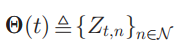 Θ(t) ≜ {Z_{t,n}}_{n∈𝒩}